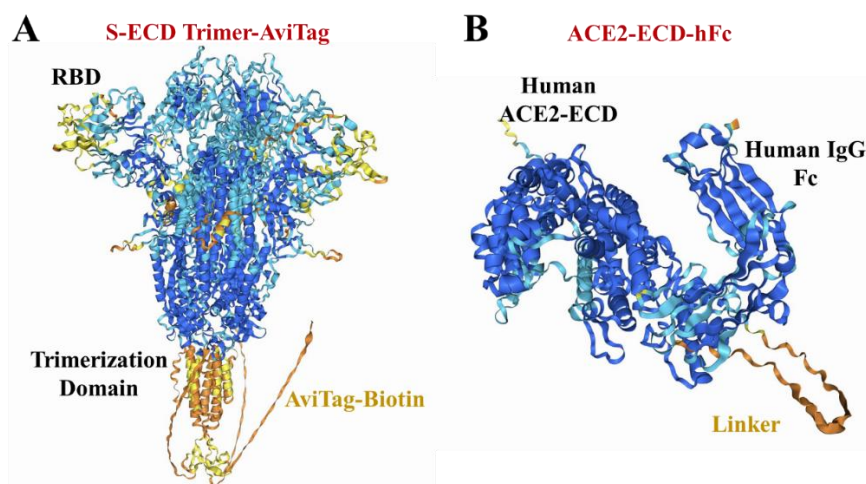 A
S-ECD Trimer-AviTag
RBD
Trimerization
Domain
AviTag-Biotin
B
ACE2-ECD-hFc
Human
ACE2-ECD
Human IgG
Fc
Linker